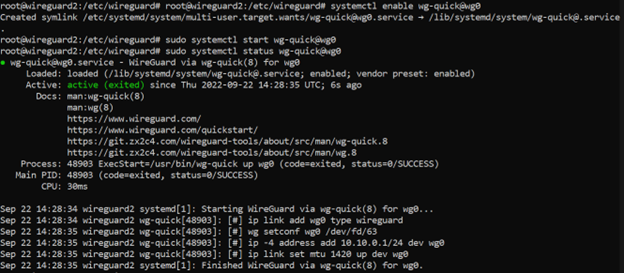 root@wireguard2:/etc/wireguard# root@wireguard2:/etc/wireguard# systemctl enable wg-quick@wg0
Created symlink /etc/systemd/system/multi-user.target.wants/wg-quick@wg0.service → /lib/systemd/system/wg-quick@.service
.
root@wireguard2:/etc/wireguard# sudo systemctl start wg-quick@wg0
root@wireguard2:/etc/wireguard# sudo systemctl status wg-quick@wg0
● wg-quick@wg0.service - WireGuard via wg-quick(8) for wg0
Loaded: loaded (/lib/systemd/system/wg-quick@.service; enabled; vendor preset: enabled)
Active: active (exited) since Thu 2022-09-22 14:28:35 UTC; 6s ago
Docs: man:wg-quick(8)
man:wg(8)
https://www.wireguard.com/
https://www.wireguard.com/quickstart/
https://git.zx2c4.com/wireguard-tools/about/src/man/wg-quick.8
https://git.zx2c4.com/wireguard-tools/about/src/man/wg.8
Process: 48903 ExecStart=/usr/bin/wg-quick up wg0 (code=exited, status=0/SUCCESS)
Main PID: 48903 (code=exited, status=0/SUCCESS)
CPU: 30ms
Sep 22 14:28:34 wireguard2 systemd[1]: Starting WireGuard via wg-quick(8) for wg0...
Sep 22 14:28:34 wireguard2 wg-quick[48903]: [#] ip link add wg0 type wireguard
Sep 22 14:28:35 wireguard2 wg-quick[48903]: [#] wg setconf wg0 /dev/fd/63
Sep 22 14:28:35 wireguard2 wg-quick[48903]: [#] ip -4 address add 10.10.0.1/24 dev wg0
Sep 22 14:28:35 wireguard2 wg-quick[48903]: [#] ip link set mtu 1420 up dev wg0
Sep 22 14:28:35 wireguard2 systemd[1]: Finished WireGuard via wg-quick(8) for wg0.